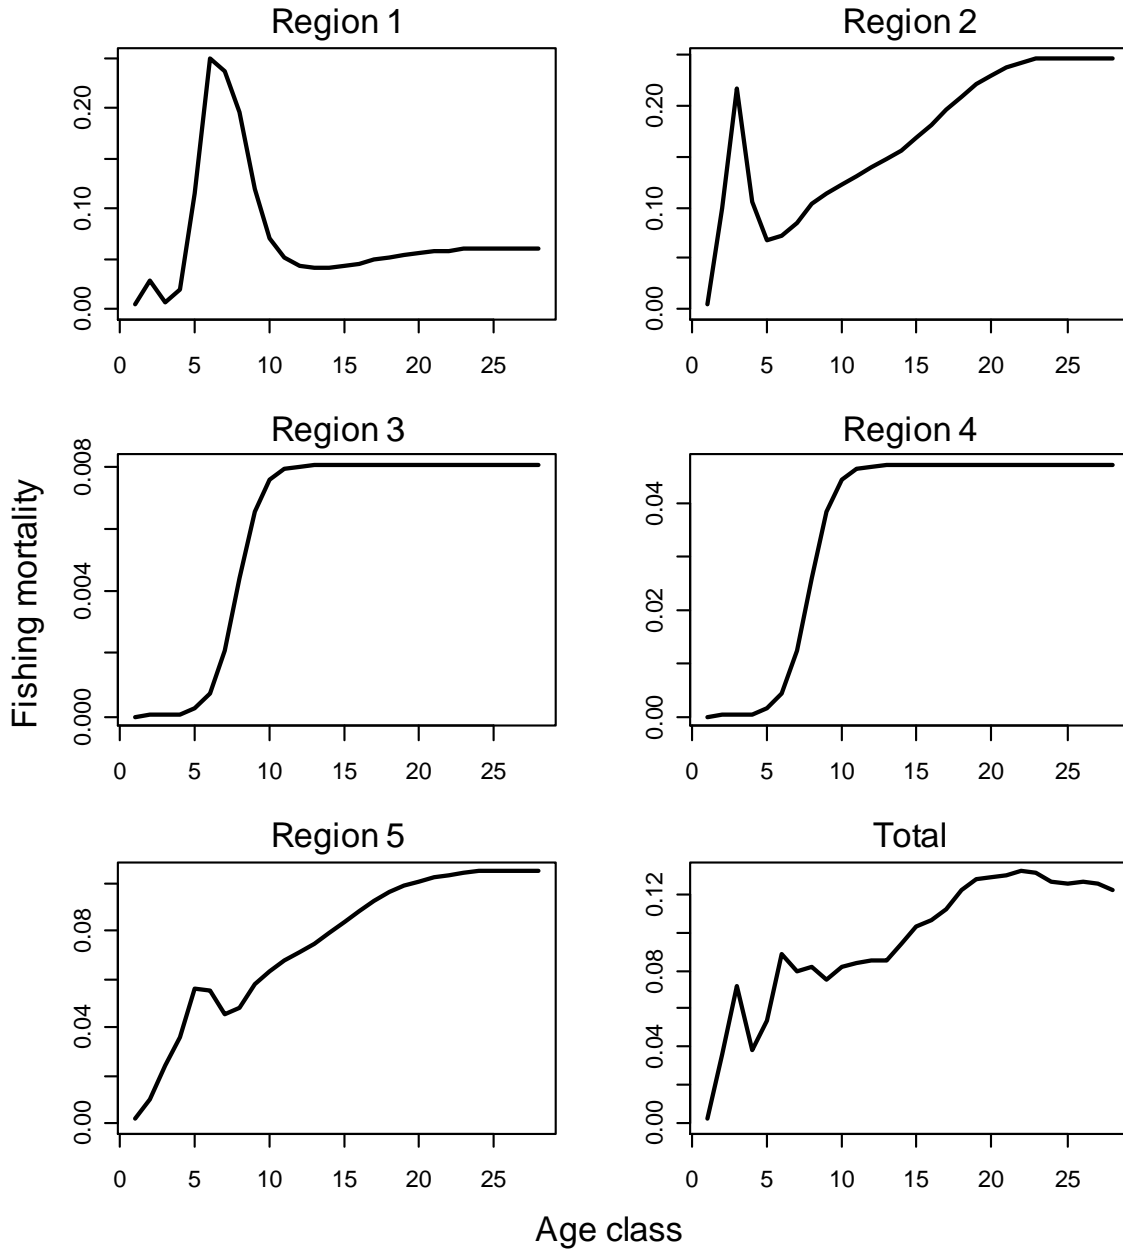 Region 1
Region 2
0.00 0.10 0.20
0 5 10 15 20 25
0.00 0.10 0.20
0 5 10 15 20 25
Region 3
Region 4
0.000 0.004 0.008
0 5 10 15 20 25
0.00 0.02 0.04
0 5 10 15 20 25
Region 5
Total
0.00 0.04 0.08
0 5 10 15 20 25
0.00 0.04 0.08 0.12
0 5 10 15 20 25
Fishing mortality
Age class